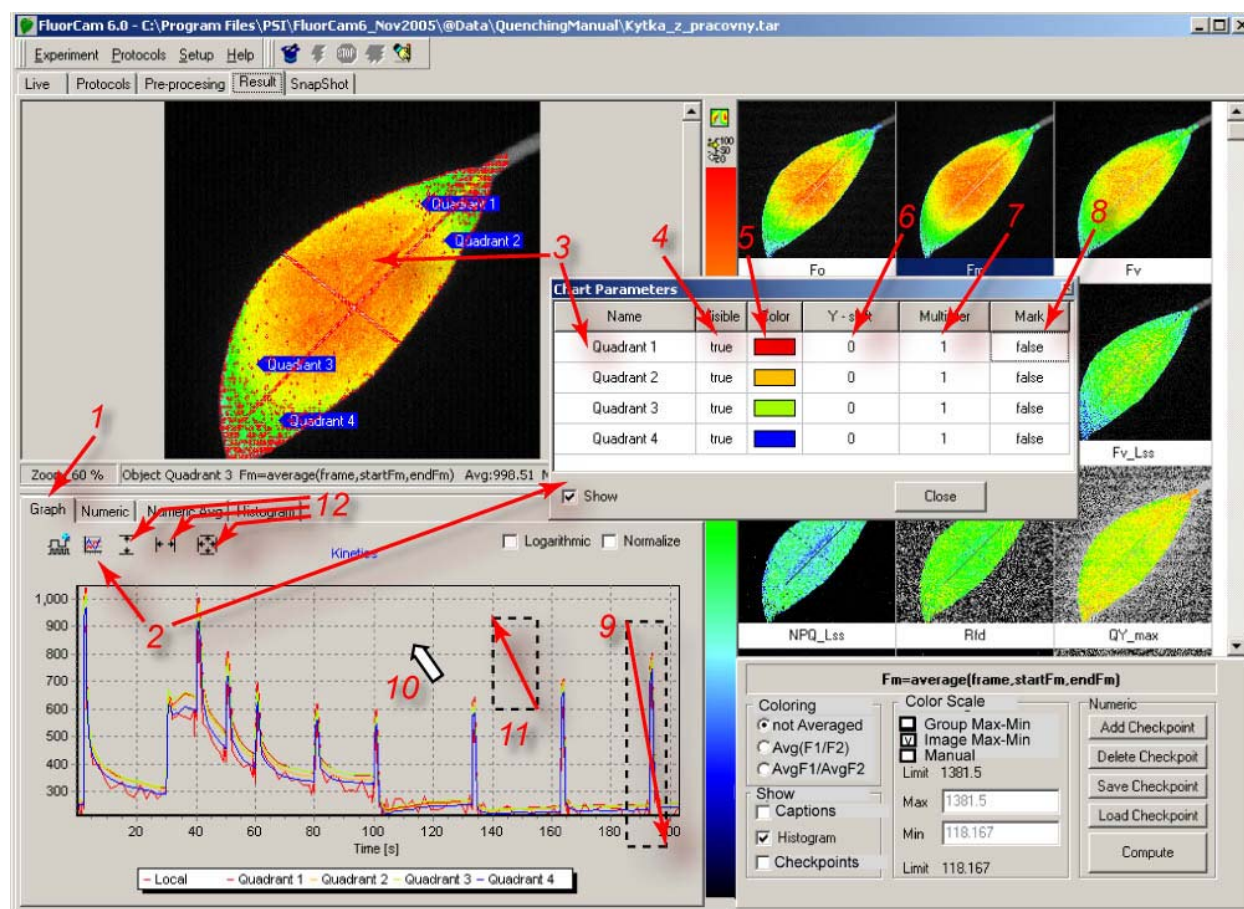 FluorCam 6.0 - C:\Program Files\PSI\FluorCam6_Nov2005\@Data\QuenchingManual\Kytka_z_pracovny.tar
Experiment Protocols Setup Help STOP
Live Protocols Pre-procesing Result SnapShot
100
50
20
Quadrant 1
Quadrant 2
Quadrant 3
Quadrant 4
3 4 5 6 7 8
Fo Fm Fv
Chart Parameters
Name Visible Color Y - shift Multiplier Mark
Quadrant 1 true 0 1 false
Quadrant 2 true 0 1 false
Quadrant 3 true 0 1 false
Quadrant 4 true 0 1 false
Show Close
Fv_Lss
1
Zoom 60 % Object Quadrant 3 Fm=average(frame,startFm,endFm) Avg:998.51
Graph Numeric Numeric Avg Histogram
12
Kinetics
Logarithmic Normalize
2
9
10
11
1,000
900
800
700
600
500
400
300
20 40 60 80 100 120 140 160 180 200
Time [s]
Local Quadrant 1 Quadrant 2 Quadrant 3 Quadrant 4
NPQ_Lss Rfd QY_max
Fm=average(frame,startFm,endFm)
Coloring
not Averaged
Avg(F1/F2)
AvgF1/AvgF2
Show
Captions
Histogram
Checkpoints
Color Scale
Group Max-Min
Image Max-Min
Manual
Limit 1381.5
Max 1381.5
Min 118.167
Limit 118.167
Numeric
Add Checkpoint
Delete Checkpoit
Save Checkpoint
Load Checkpoint
Compute